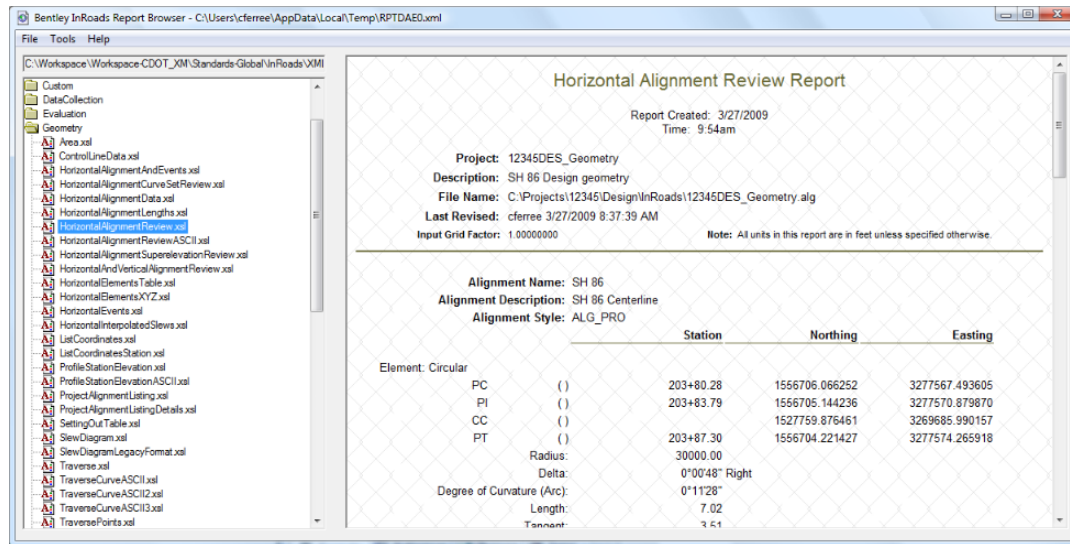 Bentley InRoads Report Browser - C:\Users\cferree\AppData\Local\Temp\RPTDAE0.xml
File Tools Help
C:\Workspace\Workspace-CDOT_XM\Standards-Global\InRoads\XMI
Custom
DataCollection
Evaluation
Geometry
Area.xsl
ControlLineData.xsl
HorizontalAlignmentAndEvents.xsl
HorizontalAlignmentCurveSetReview.xsl
HorizontalAlignmentData.xsl
HorizontalAlignmentLengths.xsl
HorizontalAlignmentReview.xsl
HorizontalAlignmentReviewASCII.xsl
HorizontalAlignmentSuperelevationReview.xsl
HorizontalAndVerticalAlignmentReview.xsl
HorizontalElementsTable.xsl
HorizontalElementsXYZ.xsl
HorizontalEvents.xsl
HorizontalInterpolatedSlews.xsl
ListCoordinates.xsl
ListCoordinatesStation.xsl
ProfileStationElevation.xsl
ProfileStationElevationASCII.xsl
ProjectAlignmentListing.xsl
ProjectAlignmentListingDetails.xsl
SettingOutTable.xsl
SlewDiagram.xsl
SlewDiagramLegacyFormat.xsl
Traverse.xsl
TraverseCurveASCII.xsl
TraverseCurveASCII2.xsl
TraverseCurveASCII3.xsl
TraversePoints.xsl
Horizontal Alignment Review Report
Report Created: 3/27/2009
Time: 9:54am
Project: 12345DES_Geometry
Description: SH 86 Design geometry
File Name: C:\Projects\12345\Design\InRoads\12345DES_Geometry.alg
Last Revised: cferree 3/27/2009 8:37:39 AM
Input Grid Factor: 1.00000000 Note: All units in this report are in feet unless specified otherwise.
Alignment Name: SH 86
Alignment Description: SH 86 Centerline
Alignment Style: ALG_PRO
Station Northing Easting
Element: Circular
PC ( ) 203+80.28 1556706.066252 3277567.493605
PI ( ) 203+83.79 1556705.144236 3277570.879870
CC ( ) 1527759.876461 3269685.990157
PT ( ) 203+87.30 1556704.221427 3277574.265918
Radius: 30000.00
Delta: 0°00'48" Right
Degree of Curvature (Arc): 0°11'28"
Length: 7.02
Tangent: 3.51